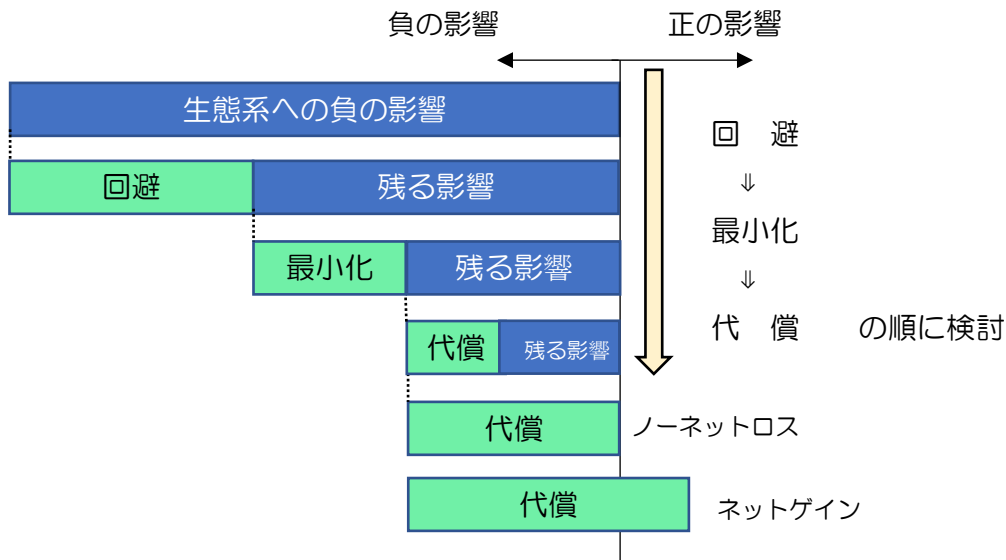 負の影響
正の影響
生態系への負の影響
回避
残る影響
最小化
残る影響
代償
残る影響
代償
ノーネットロス
代償
ネットゲイン
回 避
⇓
最小化
⇓
代 償 の順に検討